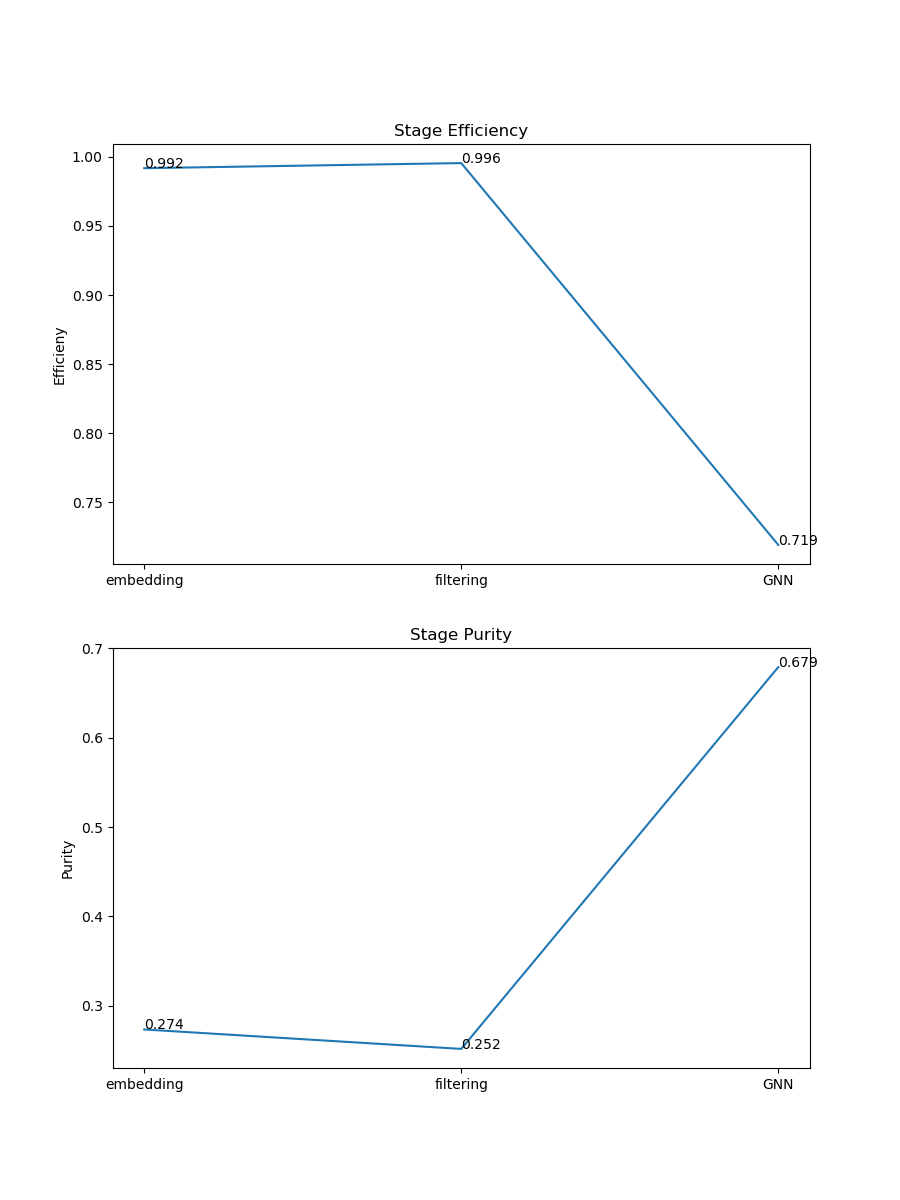 Stage Efficiency
1.00
0.992
0.996
0.95
0.90
Efficieny
0.85
0.80
0.75
0.719
embedding filtering GNN
Stage Purity
0.7
0.679
0.6
0.5
Purity
0.4
0.3
0.274
0.252
embedding filtering GNN